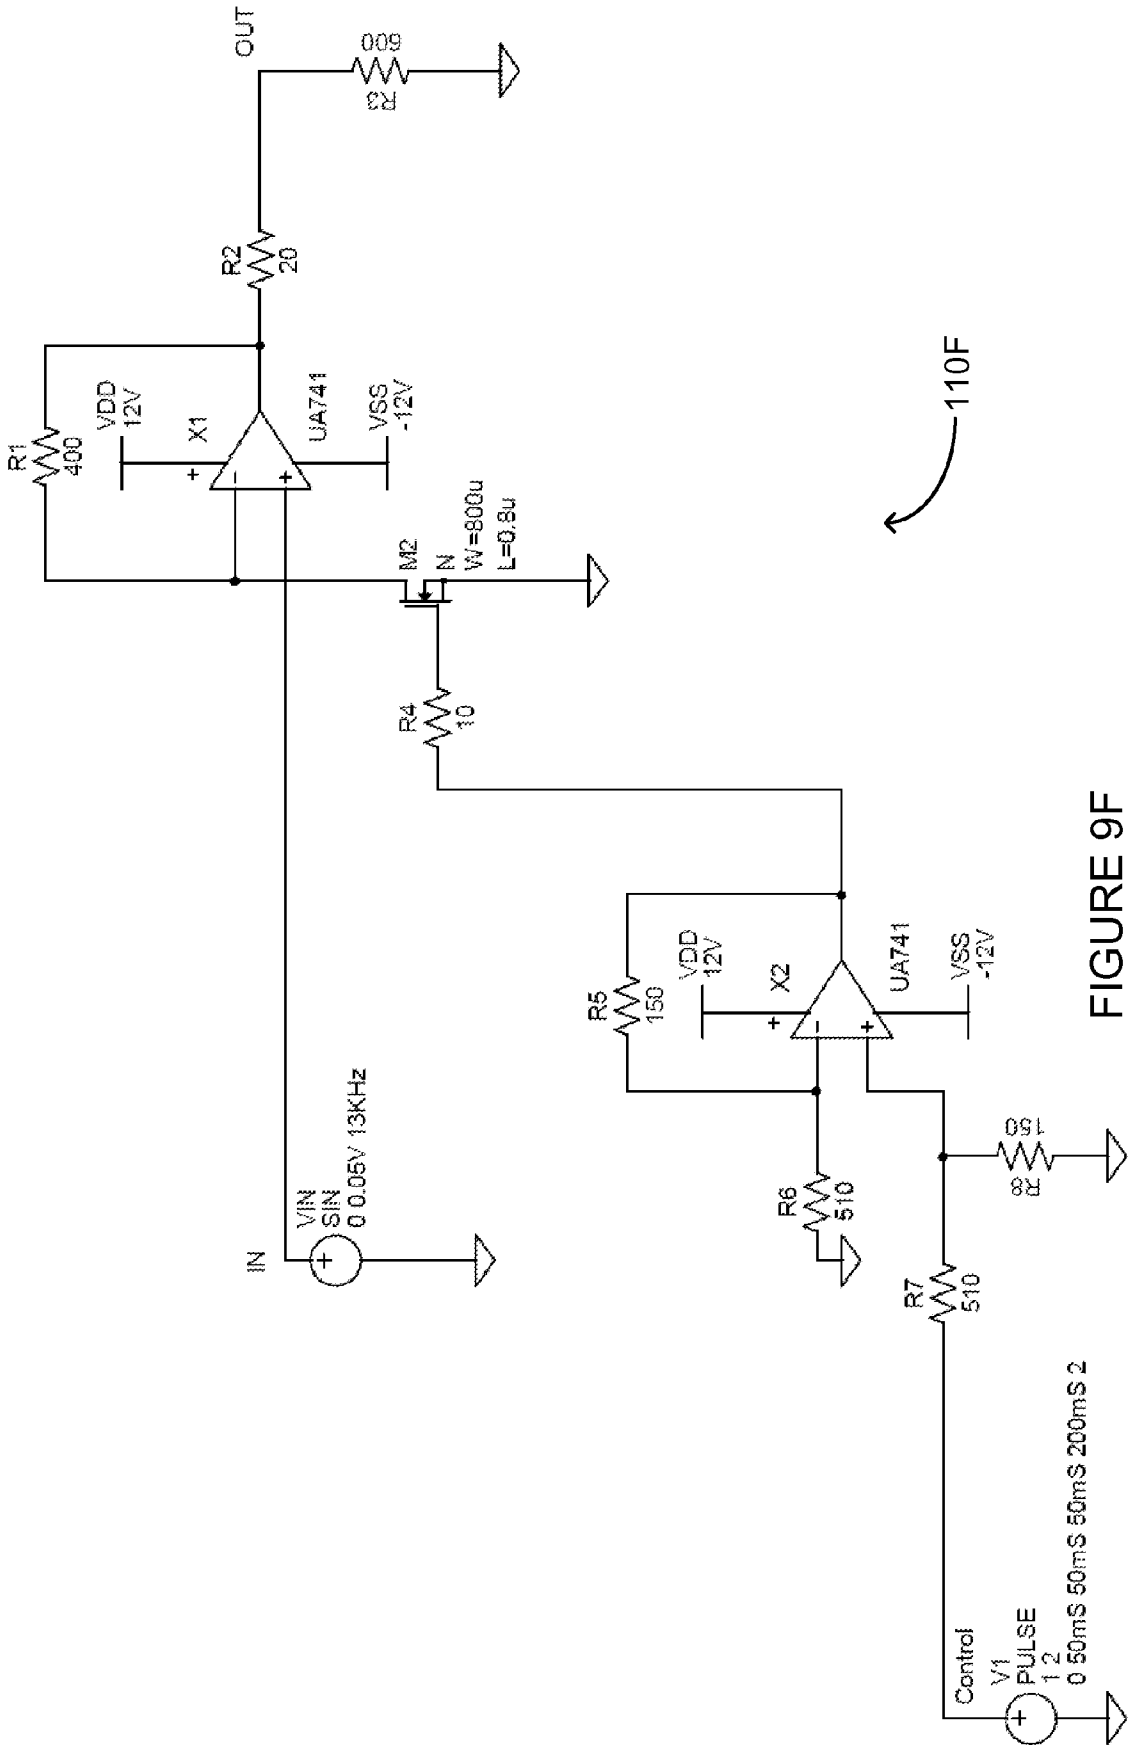 R1
400
VDD
12V
X1
+
-
+
UA741
VSS
-12V
R2
20
OUT
R3
600
IN
VIN
SIN
0 0.05V 13KHz
+
R4
10
M2
N
W=800u
L=0.8u
R5
150
VDD
12V
X2
+
-
+
UA741
VSS
-12V
R6
510
R7
510
R8
150
Control
V1
PULSE
1 2
0 50mS 50mS 50mS 200mS 2
+
110F
FIGURE 9F